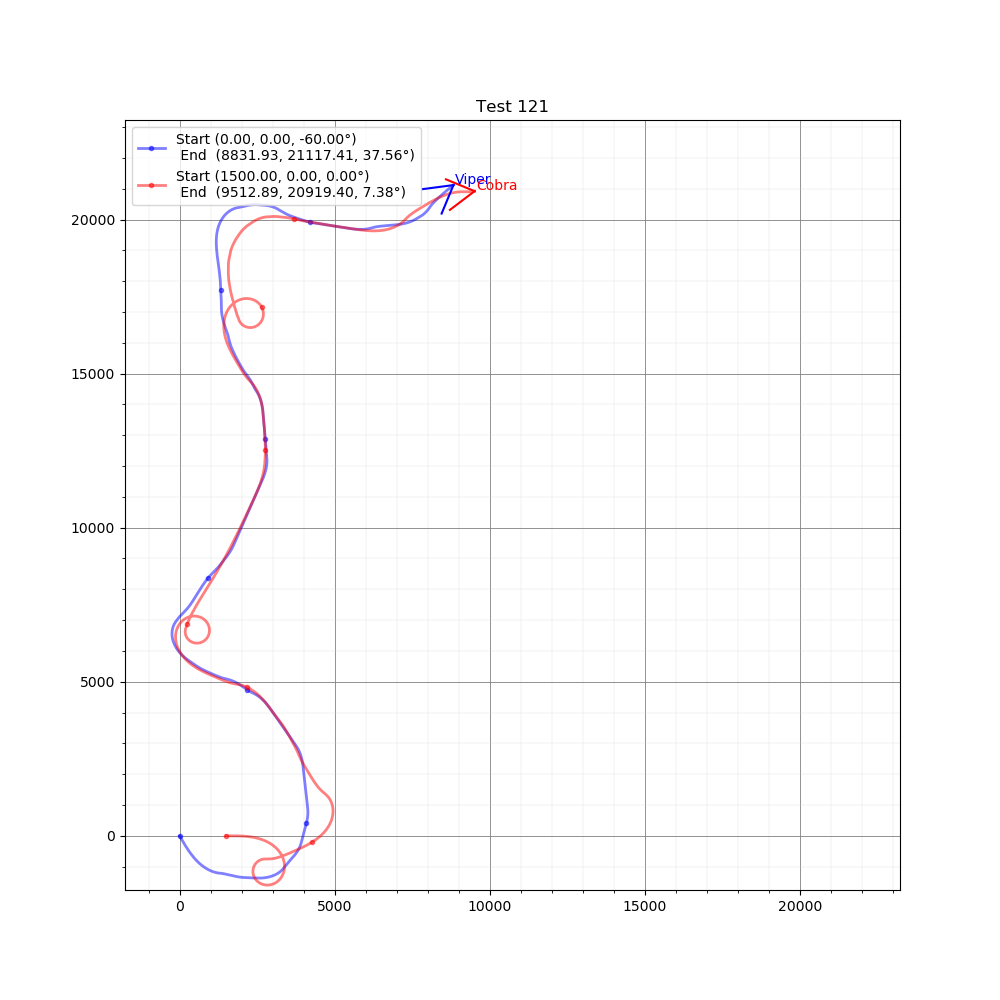 Test 121
Start (0.00, 0.00, -60.00°)
End (8831.93, 21117.41, 37.56°)
Start (1500.00, 0.00, 0.00°)
End (9512.89, 20919.40, 7.38°)
Viper
Cobra
20000
15000
10000
5000
0
0 5000 10000 15000 20000